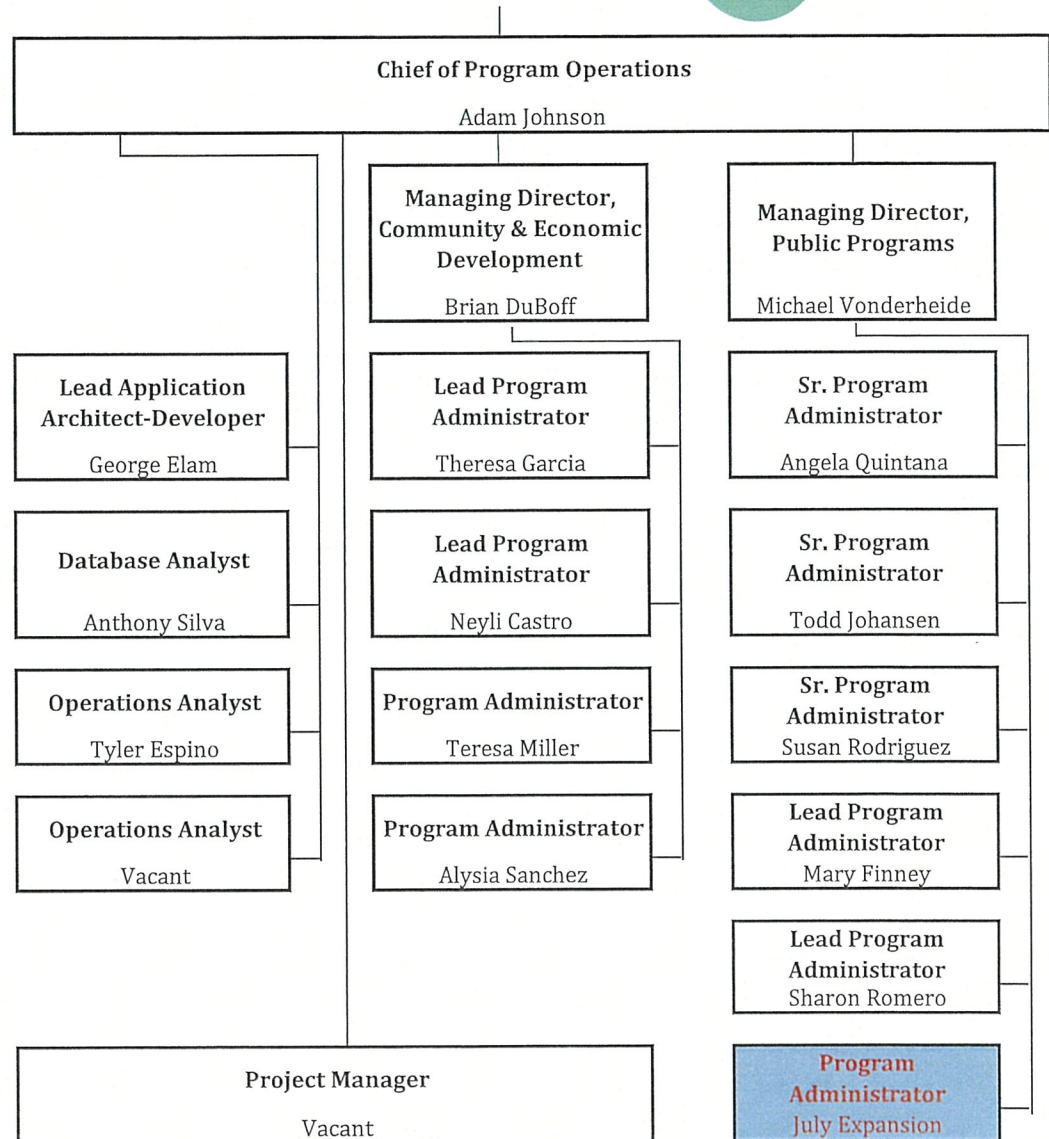 Chief of Program Operations
Adam Johnson
Managing Director,
Community & Economic
Development
Brian DuBoff
Managing Director,
Public Programs
Michael Vonderheide
Lead Application
Architect-Developer
George Elam
Lead Program
Administrator
Theresa Garcia
Sr. Program
Administrator
Angela Quintana
Database Analyst
Anthony Silva
Lead Program
Administrator
Neyli Castro
Sr. Program
Administrator
Todd Johansen
Operations Analyst
Tyler Espino
Program Administrator
Teresa Miller
Sr. Program
Administrator
Susan Rodriguez
Operations Analyst
Vacant
Program Administrator
Alysia Sanchez
Lead Program
Administrator
Mary Finney
Lead Program
Administrator
Sharon Romero
Project Manager
Vacant
Program
Administrator
July Expansion